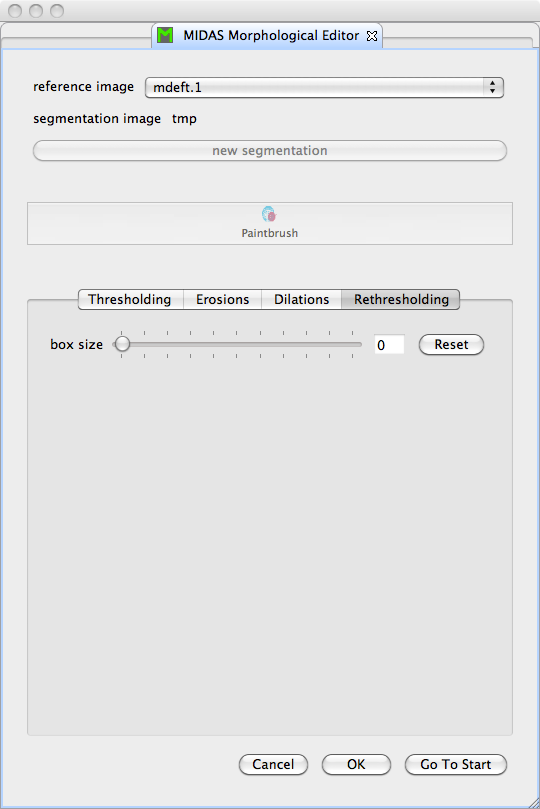 MIDAS Morphological Editor
reference image mdeft.1
segmentation image tmp
new segmentation
Paintbrush
Thresholding Erosions Dilations Rethresholding
box size 0 Reset
Cancel OK Go To Start